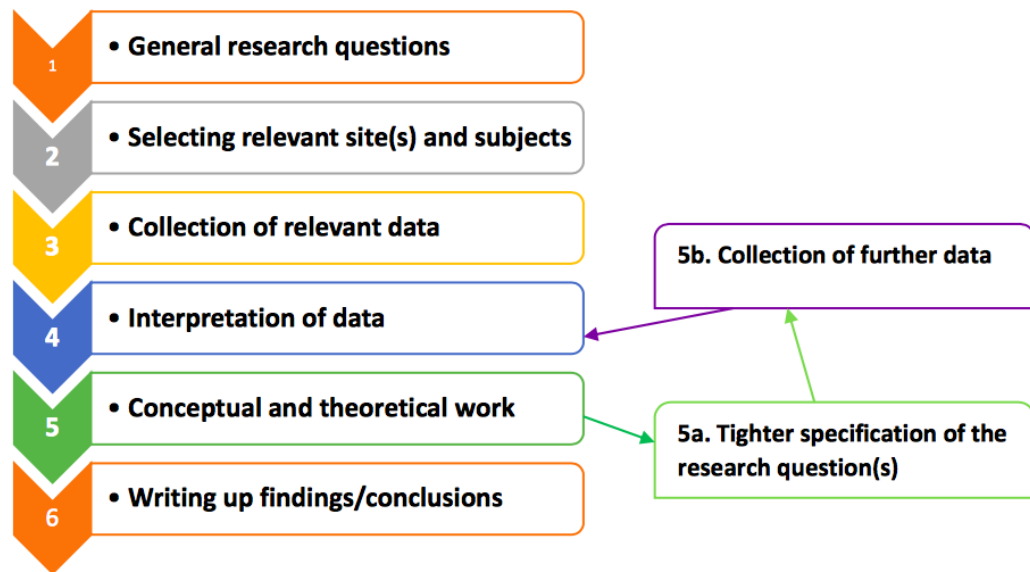 1
• General research questions
2
• Selecting relevant site(s) and subjects
3
• Collection of relevant data
4
• Interpretation of data
5
• Conceptual and theoretical work
6
• Writing up findings/conclusions
5b. Collection of further data
5a. Tighter specification of the
research question(s)